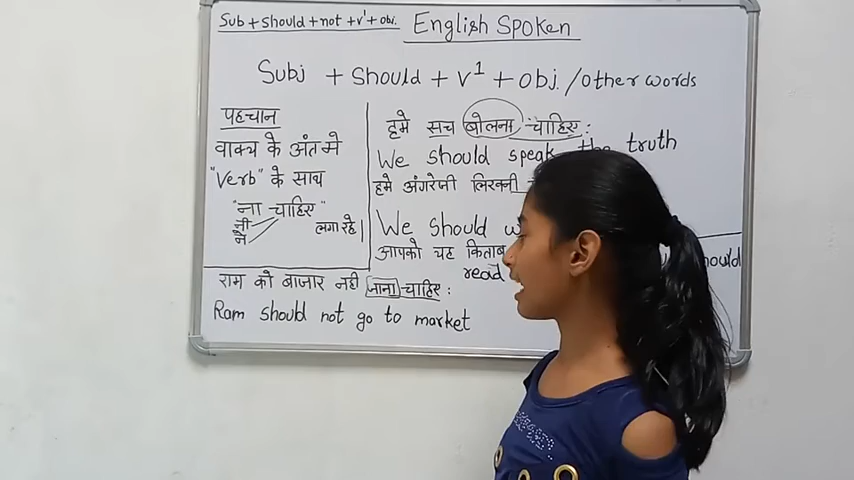 Sub + should + not + v¹ + obj.
English Spoken
Subj + should + v¹ + obj. / other words
पहचान
वाक्य के अंत मे
"Verb" के साथ
"ना चाहिए"
नी
ने
लगा रहे।
हमे सच बोलना चाहिए:
We should speak the truth
हमे अंगरेजी लिखनी
We should
आपको यह किताब
read
should
राम को बाजार नही जाना चाहिए:
Ram should not go to market